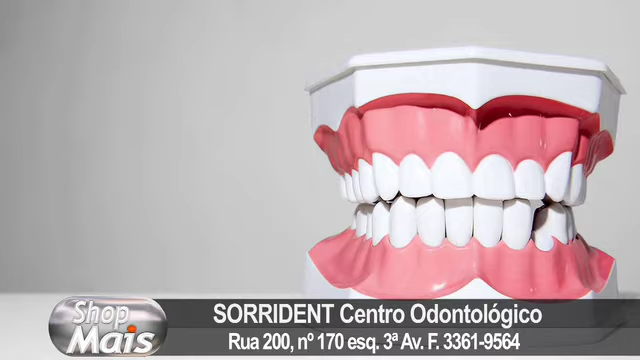 Shop
Mais
SORRIDENT Centro Odontológico
Rua 200, nº 170 esq. 3ª Av. F. 3361-9564